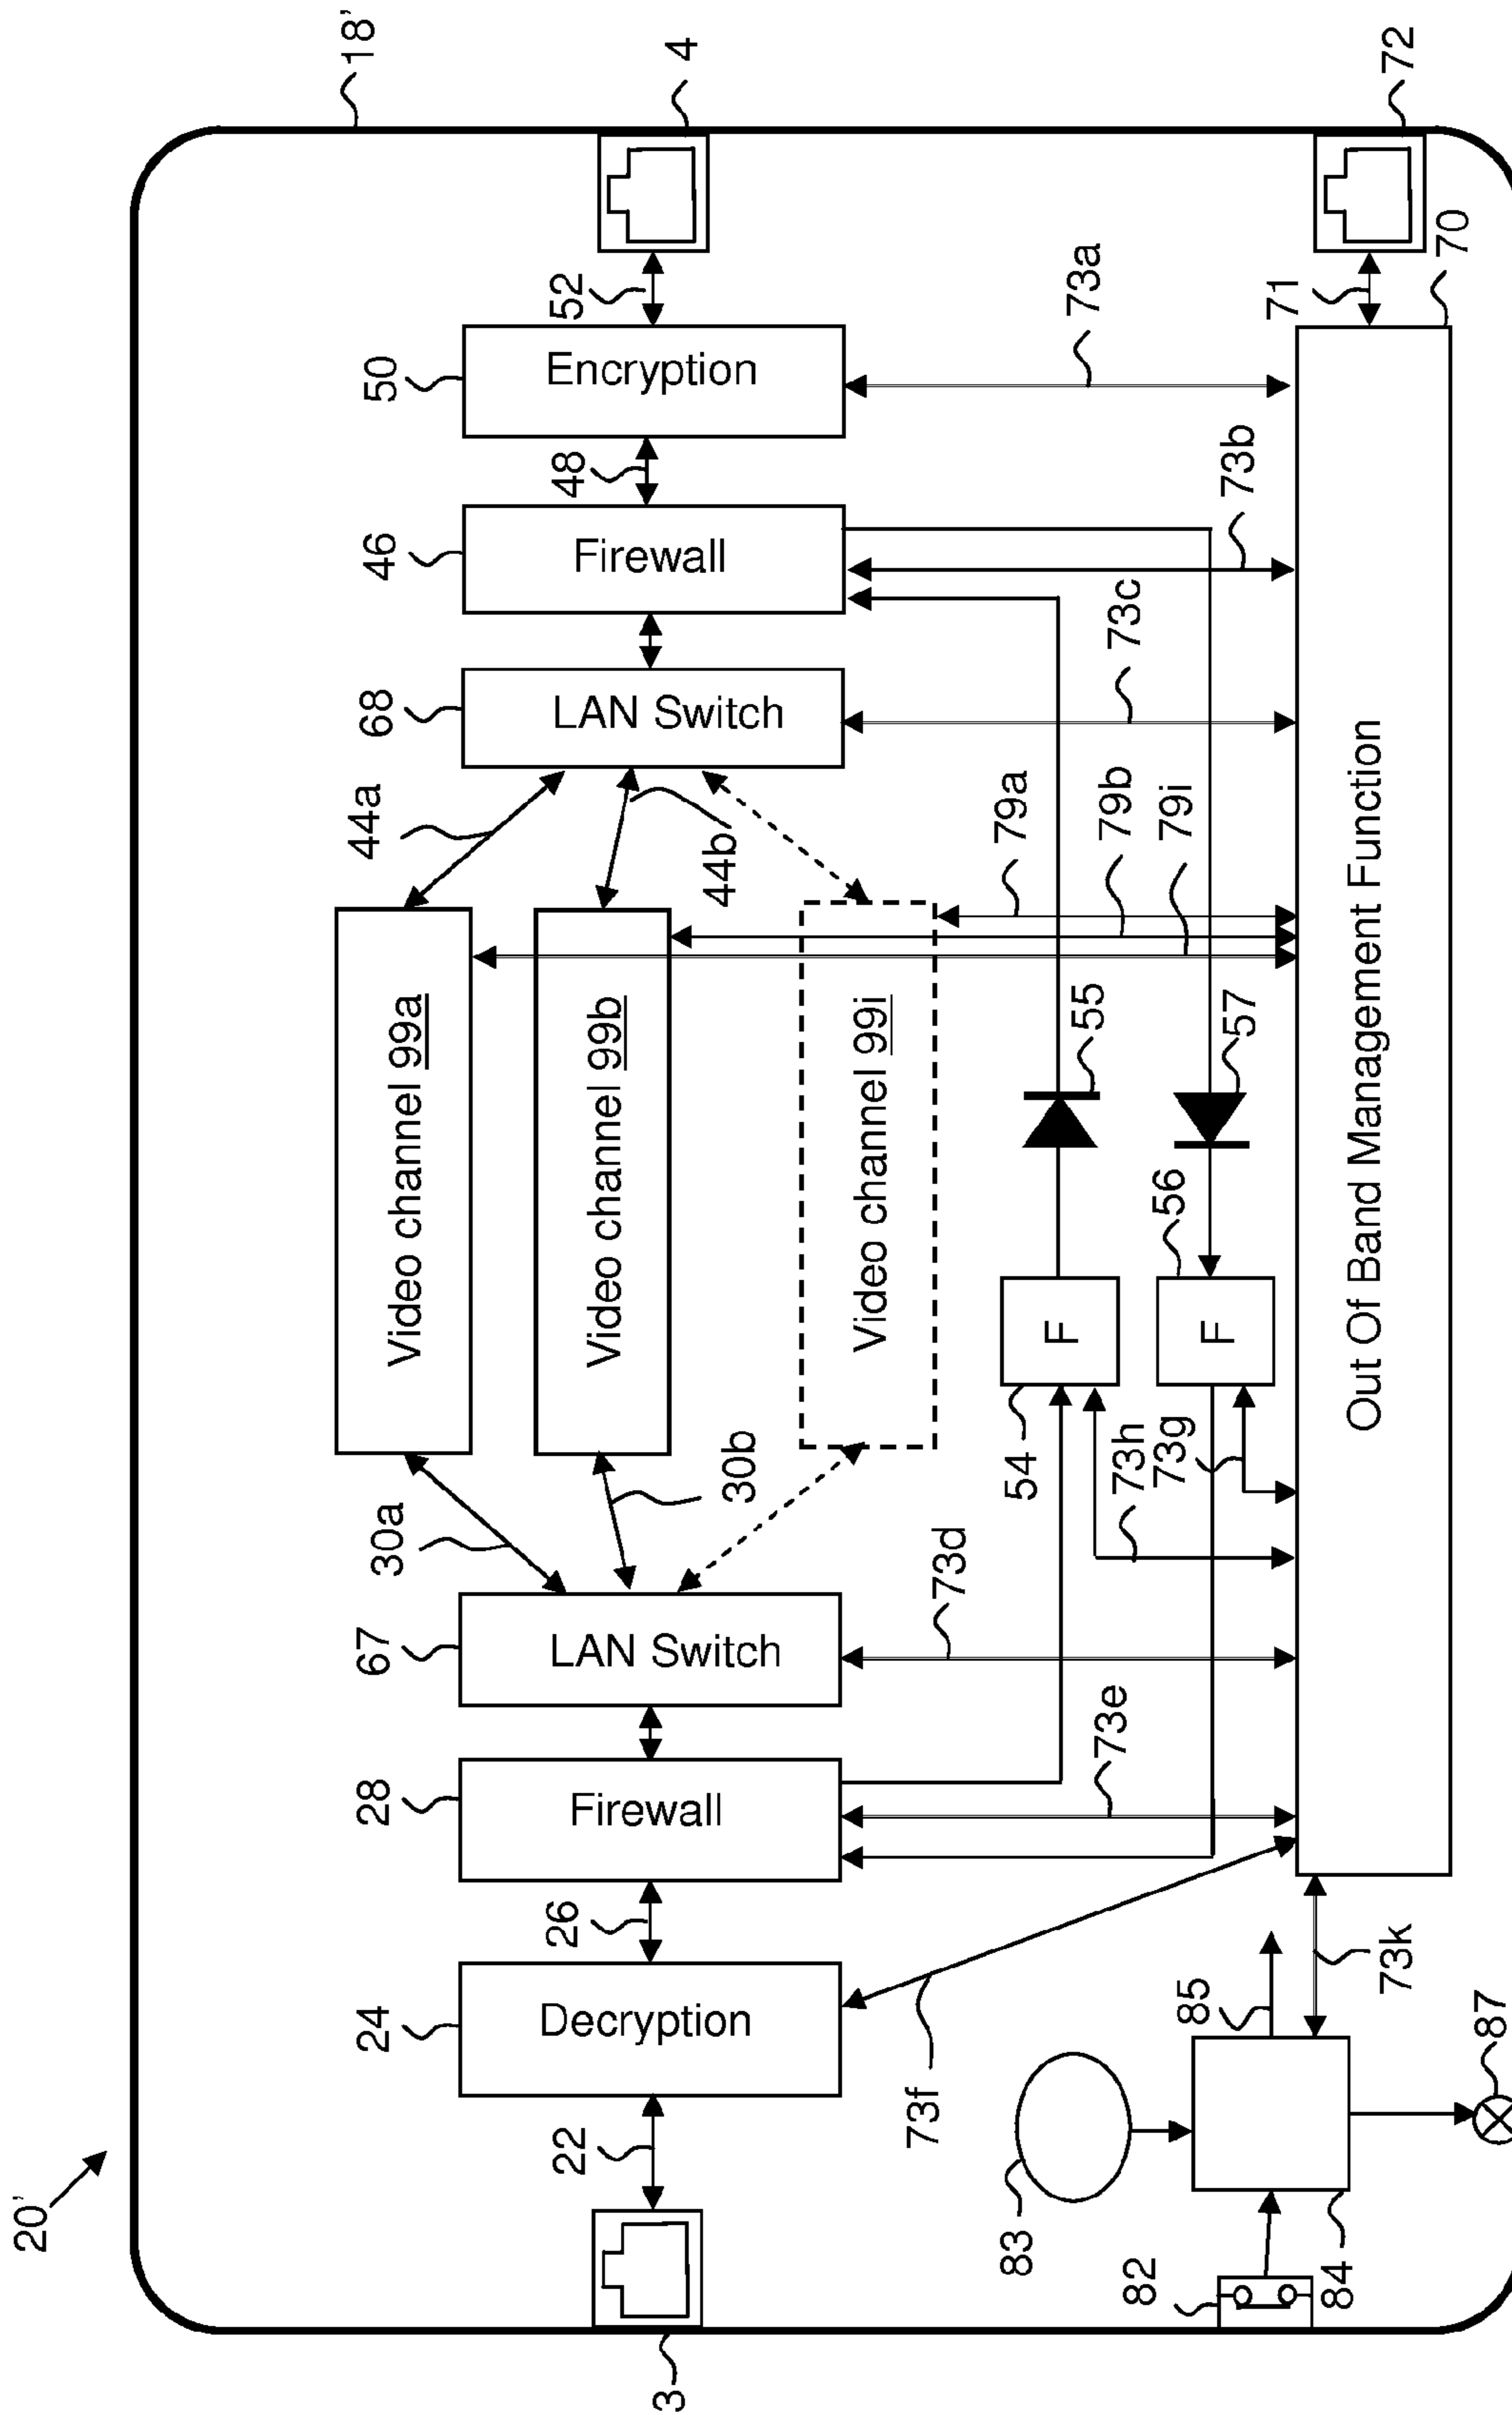 20'
18'
3
22
24
Decryption
26
28
Firewall
67
LAN Switch
30a
30b
Video channel 99a
Video channel 99b
Video channel 99i
44a
44b
68
LAN Switch
46
Firewall
48
50
Encryption
52
4
73f
73e
73d
54
F
73h
73g
55
56
F
57
79a
79b
79i
73c
73b
73a
83
82
84
85
87
73k
Out Of Band Management Function
71
70
72